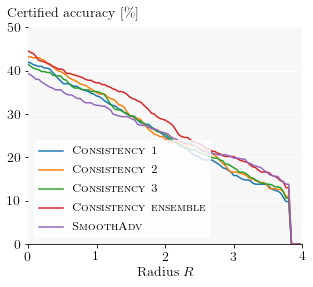 Certified accuracy [%]
50
40
30
20
10
0
Consistency 1
Consistency 2
Consistency 3
Consistency ensemble
SmoothAdv
0 1 2 3 4
Radius R